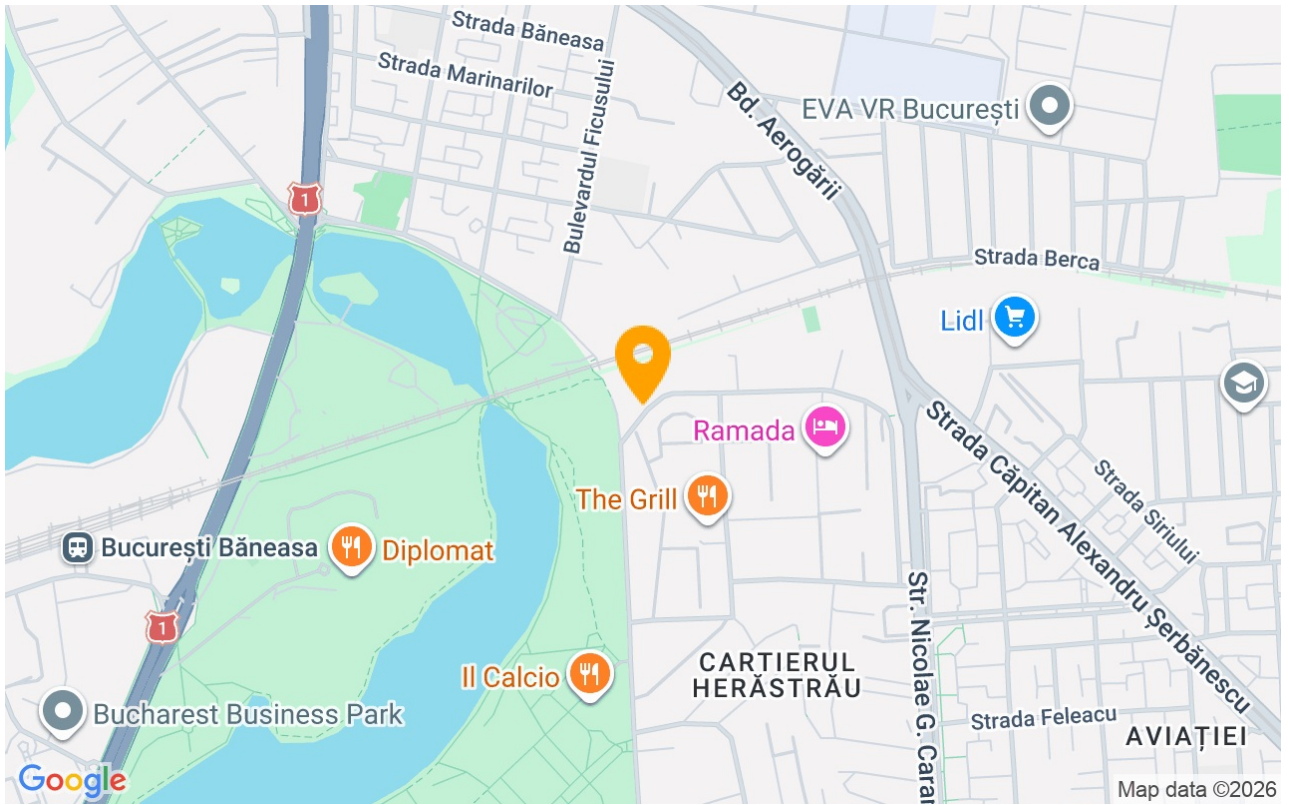 Strada Băneasa
Strada Marinarilor
Bulevardul Ficusului
Bd. Aerogării
EVA VR București
1
Strada Berca
Lidl
Ramada
Strada Căpitan Alexandru Șerbănescu
Strada Siriului
The Grill
București Băneasa
Diplomat
1
Str. Nicolae G. Caran
Il Calcio
CARTIERUL
HERĂSTRĂU
Bucharest Business Park
Strada Feleacu
AVIAȚIEI
Google
Map data ©2026